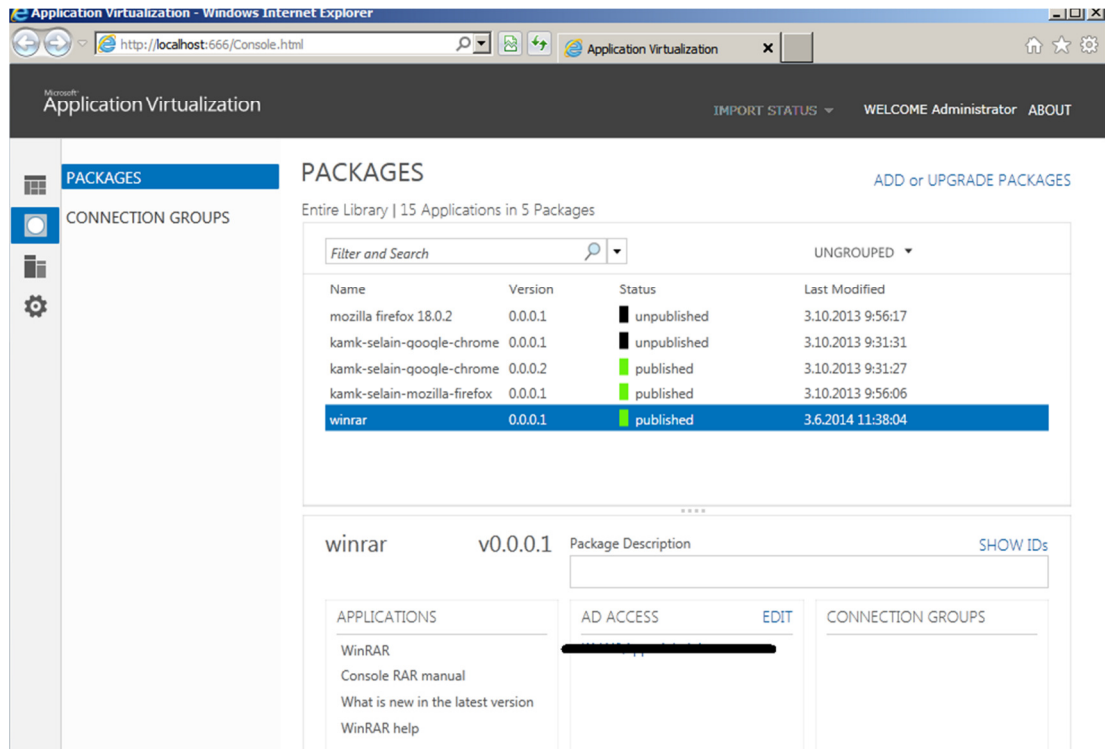 Application Virtualization - Windows Internet Explorer
http://localhost:666/Console.html
Application Virtualization
Microsoft
Application Virtualization
IMPORT STATUS
WELCOME Administrator ABOUT
PACKAGES
CONNECTION GROUPS
PACKAGES
ADD or UPGRADE PACKAGES
Entire Library | 15 Applications in 5 Packages
Filter and Search
UNGROUPED
Name Version Status Last Modified
mozilla firefox 18.0.2 0.0.0.1 unpublished 3.10.2013 9:56:17
kamk-selain-google-chrome 0.0.0.1 unpublished 3.10.2013 9:31:31
kamk-selain-google-chrome 0.0.0.2 published 3.10.2013 9:31:27
kamk-selain-mozilla-firefox 0.0.0.1 published 3.10.2013 9:56:06
winrar 0.0.0.1 published 3.6.2014 11:38:04
winrar v0.0.0.1 Package Description SHOW IDs
APPLICATIONS
WinRAR
Console RAR manual
What is new in the latest version
WinRAR help
AD ACCESS EDIT
CONNECTION GROUPS